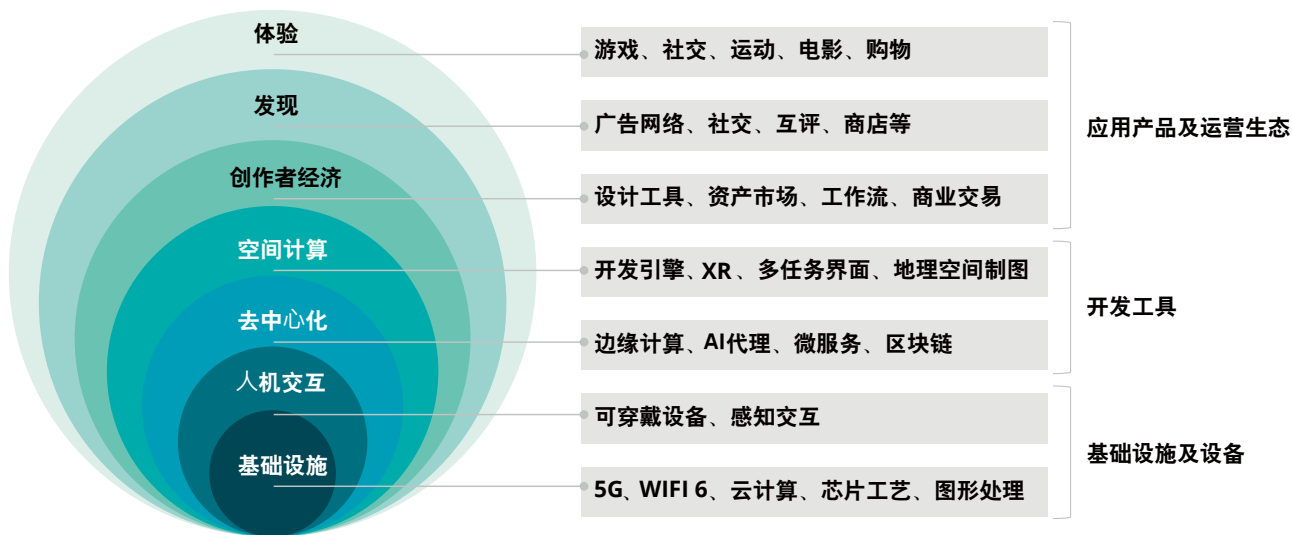 体验
游戏、社交、运动、电影、购物
发现
广告网络、社交、互评、商店等
应用产品及运营生态
创作者经济
设计工具、资产市场、工作流、商业交易
空间计算
开发引擎、XR、多任务界面、地理空间制图
开发工具
去中心化
边缘计算、AI代理、微服务、区块链
人机交互
可穿戴设备、感知交互
基础设施及设备
基础设施
5G、WIFI 6、云计算、芯片工艺、图形处理